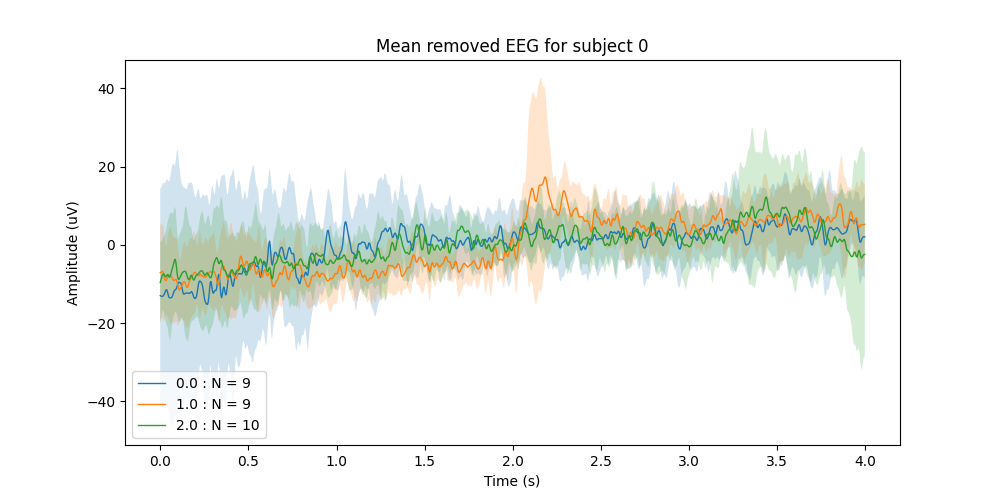 Mean removed EEG for subject 0
Amplitude (uV)
40
20
0
−20
−40
0.0 : N = 9
1.0 : N = 9
2.0 : N = 10
0.0 0.5 1.0 1.5 2.0 2.5 3.0 3.5 4.0
Time (s)